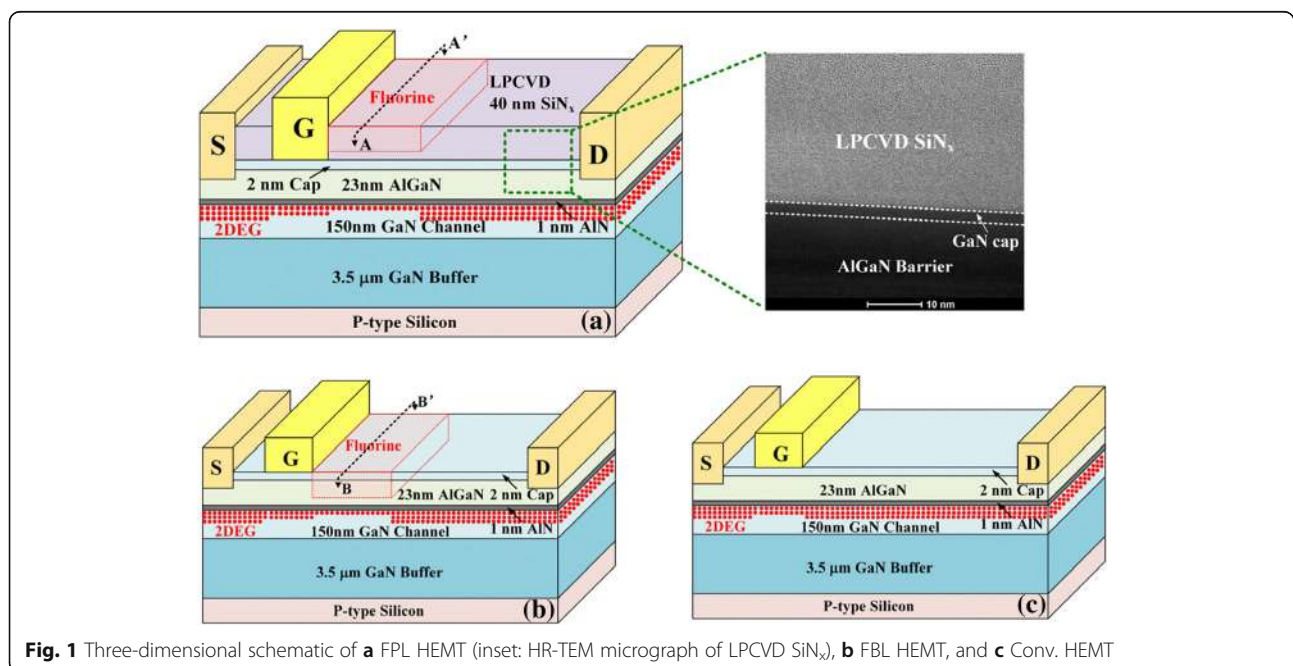 A'
LPCVD
40 nm SiNₓ
Fluorine
G
A
S
D
2 nm Cap
23nm AlGaN
2DEG
150nm GaN Channel
1 nm AlN
3.5 μm GaN Buffer
P-type Silicon
(a)
LPCVD SiNₓ
GaN cap
AlGaN Barrier
10 nm
B'
Fluorine
S
G
D
B
23nm AlGaN
2 nm Cap
2DEG
150nm GaN Channel
1 nm AlN
3.5 μm GaN Buffer
P-type Silicon
(b)
S
G
D
23nm AlGaN
2 nm Cap
2DEG
150nm GaN Channel
1 nm AlN
3.5 μm GaN Buffer
P-type Silicon
(c)
Fig. 1 Three-dimensional schematic of a FPL HEMT (inset: HR-TEM micrograph of LPCVD SiNₓ), b FBL HEMT, and c Conv. HEMT